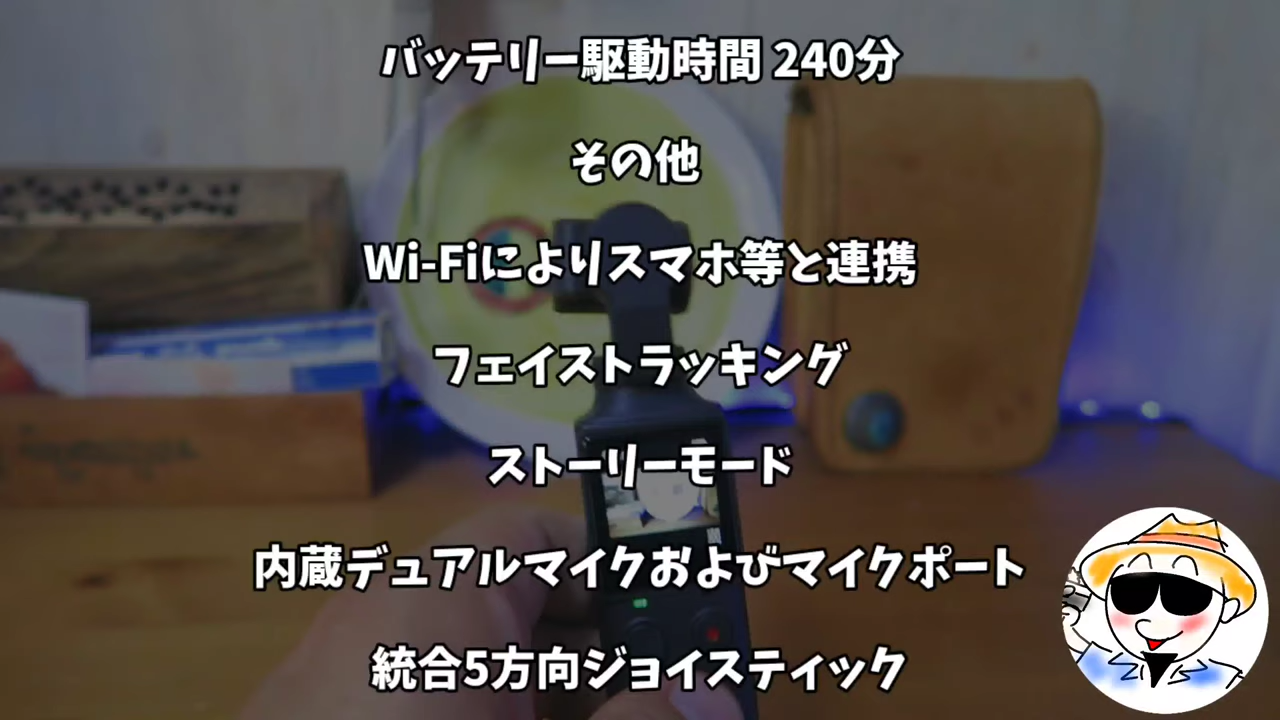 バッテリー駆動時間 240分
その他
Wi-Fiによりスマホ等と連携
フェイストラッキング
ストーリーモード
内蔵デュアルマイクおよびマイクポート
統合5方向ジョイスティック